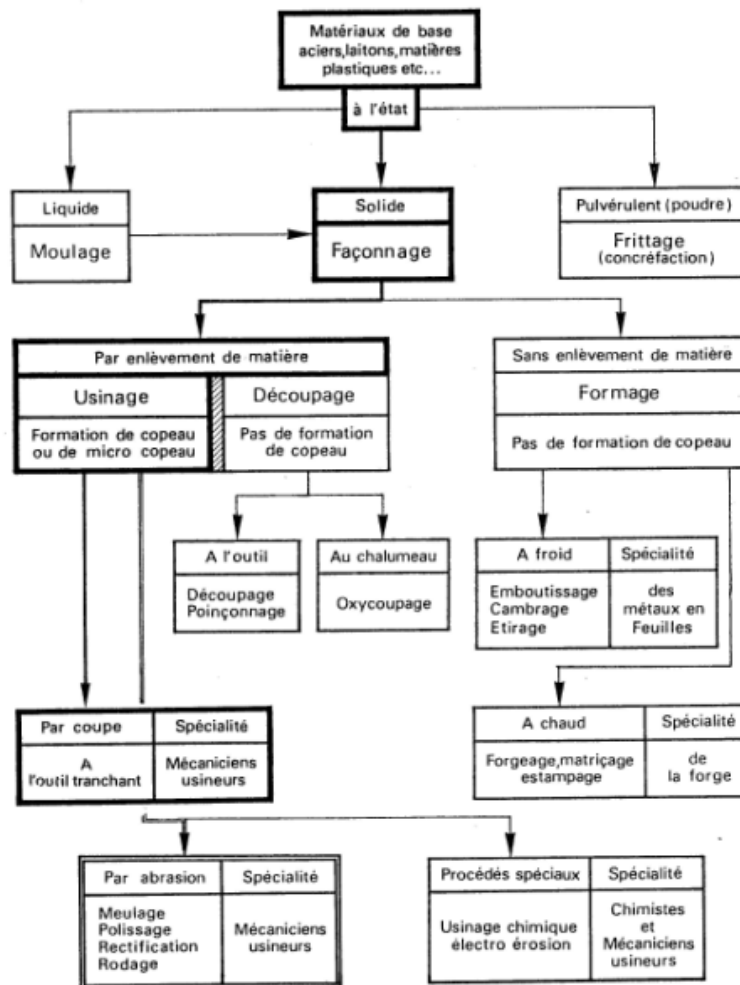 Matériaux de base
aciers,laitons,matières
plastiques etc...
à l'état
Liquide
Moulage
Solide
Façonnage
Pulvérulent (poudre)
Frittage
(concréfaction)
Par enlèvement de matière
Usinage
Formation de copeau
ou de micro copeau
Découpage
Pas de formation
de copeau
Sans enlèvement de matière
Formage
Pas de formation de copeau
A l'outil
Découpage
Poinçonnage
Au chalumeau
Oxycoupage
A froid
Emboutissage
Cambrage
Etirage
Spécialité
des
métaux en
Feuilles
Par coupe
A
l'outil tranchant
Spécialité
Mécaniciens
usineurs
A chaud
Forgeage,matriçage
estampage
Spécialité
de
la forge
Par abrasion
Meulage
Polissage
Rectification
Rodage
Spécialité
Mécaniciens
usineurs
Procédés spéciaux
Usinage chimique
électro érosion
Spécialité
Chimistes
et
Mécaniciens
usineurs